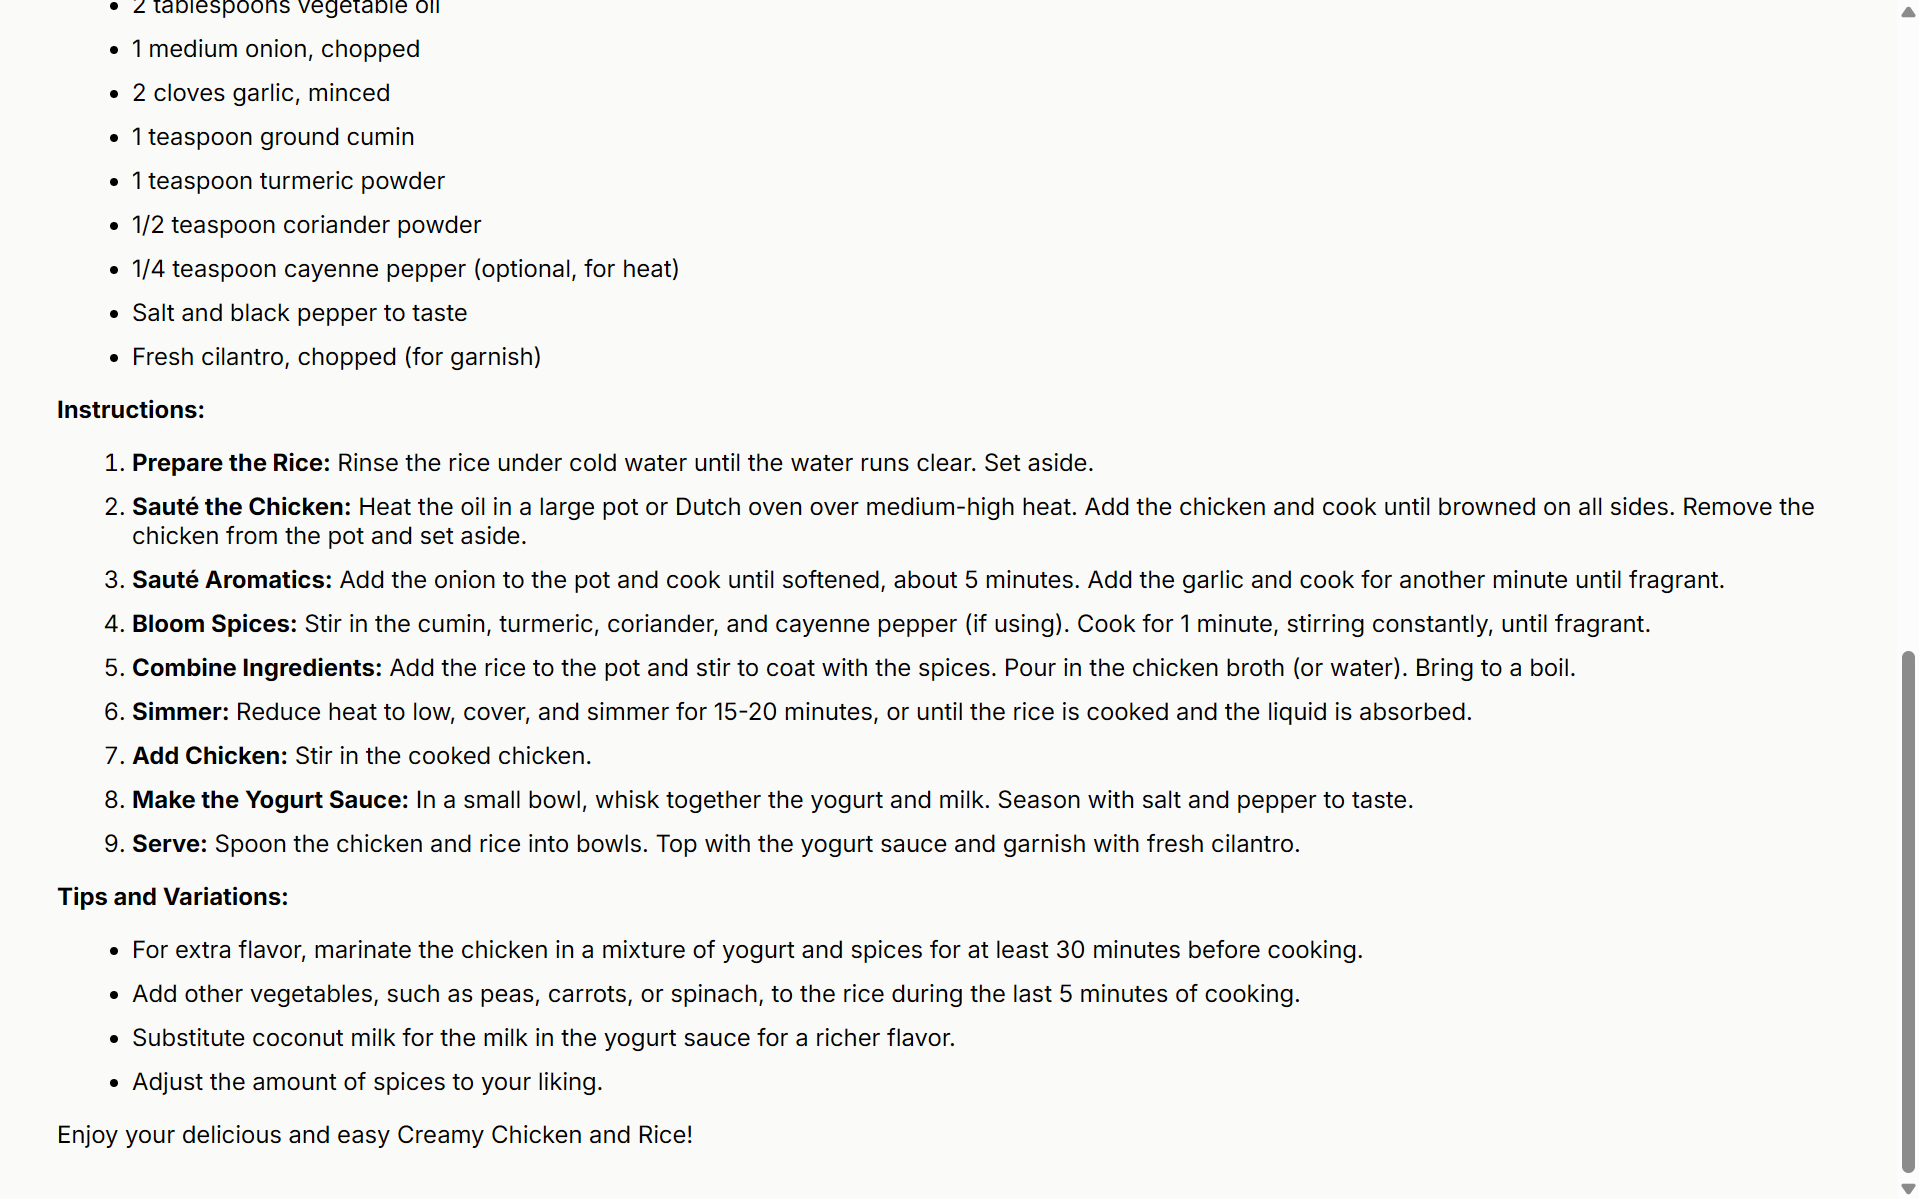 • 2 tablespoons vegetable oil
• 1 medium onion, chopped
• 2 cloves garlic, minced
• 1 teaspoon ground cumin
• 1 teaspoon turmeric powder
• 1/2 teaspoon coriander powder
• 1/4 teaspoon cayenne pepper (optional, for heat)
• Salt and black pepper to taste
• Fresh cilantro, chopped (for garnish)
Instructions:
1. Prepare the Rice: Rinse the rice under cold water until the water runs clear. Set aside.
2. Sauté the Chicken: Heat the oil in a large pot or Dutch oven over medium-high heat. Add the chicken and cook until browned on all sides. Remove the
chicken from the pot and set aside.
3. Sauté Aromatics: Add the onion to the pot and cook until softened, about 5 minutes. Add the garlic and cook for another minute until fragrant.
4. Bloom Spices: Stir in the cumin, turmeric, coriander, and cayenne pepper (if using). Cook for 1 minute, stirring constantly, until fragrant.
5. Combine Ingredients: Add the rice to the pot and stir to coat with the spices. Pour in the chicken broth (or water). Bring to a boil.
6. Simmer: Reduce heat to low, cover, and simmer for 15-20 minutes, or until the rice is cooked and the liquid is absorbed.
7. Add Chicken: Stir in the cooked chicken.
8. Make the Yogurt Sauce: In a small bowl, whisk together the yogurt and milk. Season with salt and pepper to taste.
9. Serve: Spoon the chicken and rice into bowls. Top with the yogurt sauce and garnish with fresh cilantro.
Tips and Variations:
• For extra flavor, marinate the chicken in a mixture of yogurt and spices for at least 30 minutes before cooking.
• Add other vegetables, such as peas, carrots, or spinach, to the rice during the last 5 minutes of cooking.
• Substitute coconut milk for the milk in the yogurt sauce for a richer flavor.
• Adjust the amount of spices to your liking.
Enjoy your delicious and easy Creamy Chicken and Rice!